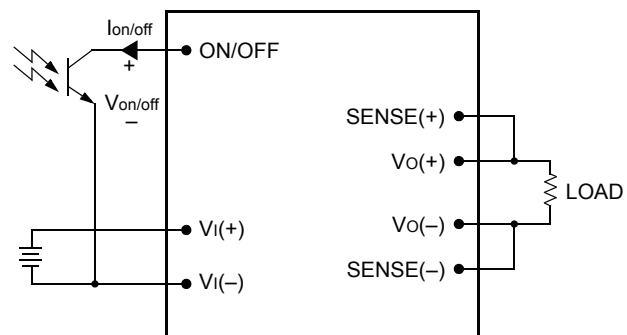 Ion/off
ON/OFF
+
Von/off
–
SENSE(+)
VO(+)
LOAD
VI(+)
VO(–)
VI(–)
SENSE(–)